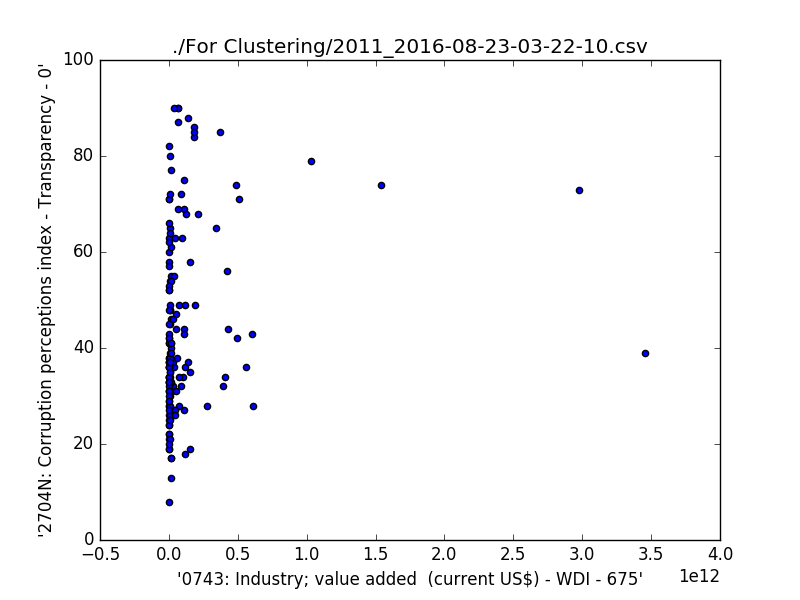 ./For Clustering/2011_2016-08-23-03-22-10.csv
100
80
60
40
20
0
'2704N: Corruption perceptions index - Transparency - 0'
−0.5 0.0 0.5 1.0 1.5 2.0 2.5 3.0 3.5 4.0
1e12
'0743: Industry; value added  (current US$) - WDI - 675'